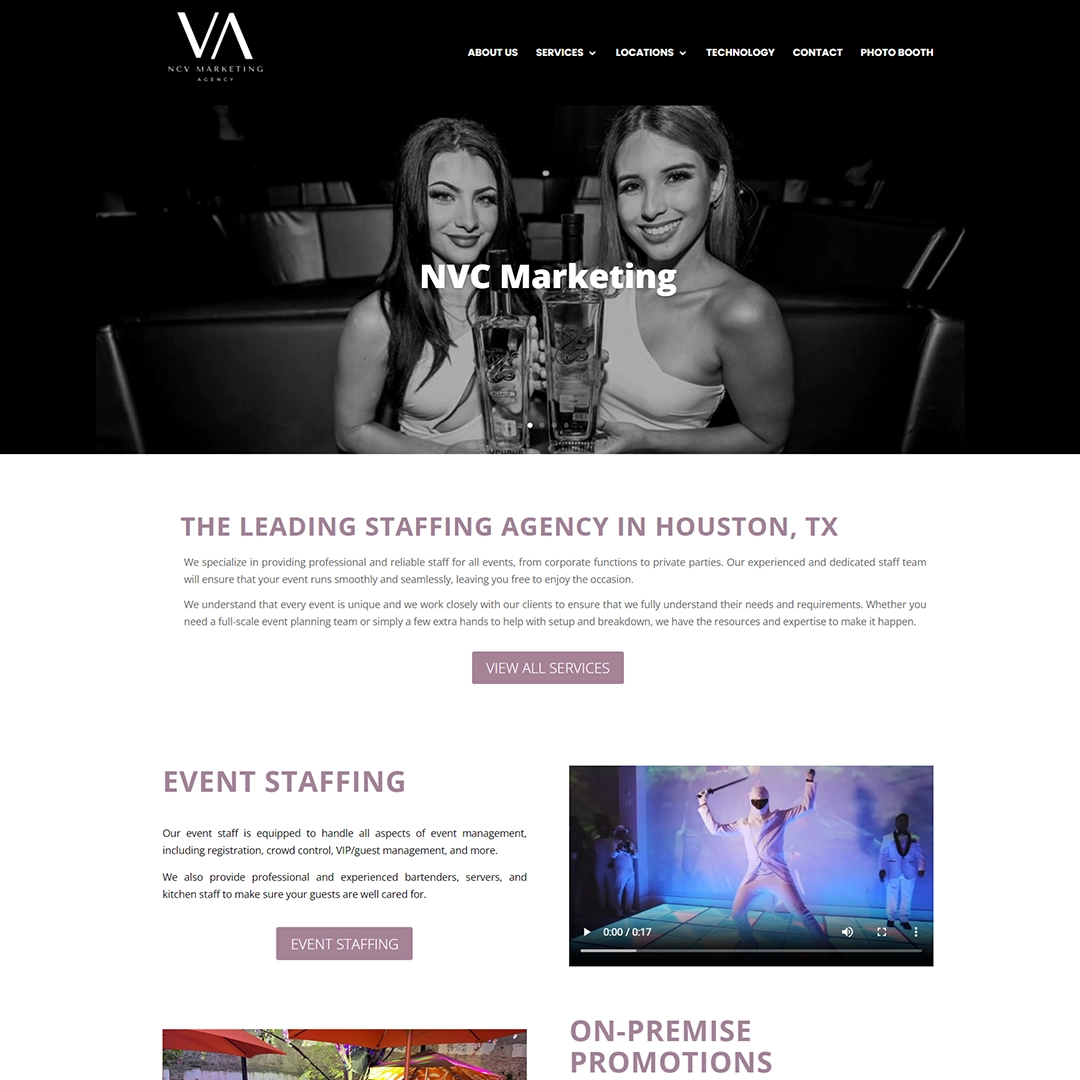 VA
NCV MARKETING
AGENCY
ABOUT US SERVICES LOCATIONS TECHNOLOGY CONTACT PHOTO BOOTH
NVC Marketing
THE LEADING STAFFING AGENCY IN HOUSTON, TX
We specialize in providing professional and reliable staff for all events, from corporate functions to private parties. Our experienced and dedicated staff team
will ensure that your event runs smoothly and seamlessly, leaving you free to enjoy the occasion.
We understand that every event is unique and we work closely with our clients to ensure that we fully understand their needs and requirements. Whether you
need a full-scale event planning team or simply a few extra hands to help with setup and breakdown, we have the resources and expertise to make it happen.
VIEW ALL SERVICES
EVENT STAFFING
Our event staff is equipped to handle all aspects of event management,
including registration, crowd control, VIP/guest management, and more.
We also provide professional and experienced bartenders, servers, and
kitchen staff to make sure your guests are well cared for.
EVENT STAFFING
0:00 / 0:17
ON-PREMISE
PROMOTIONS